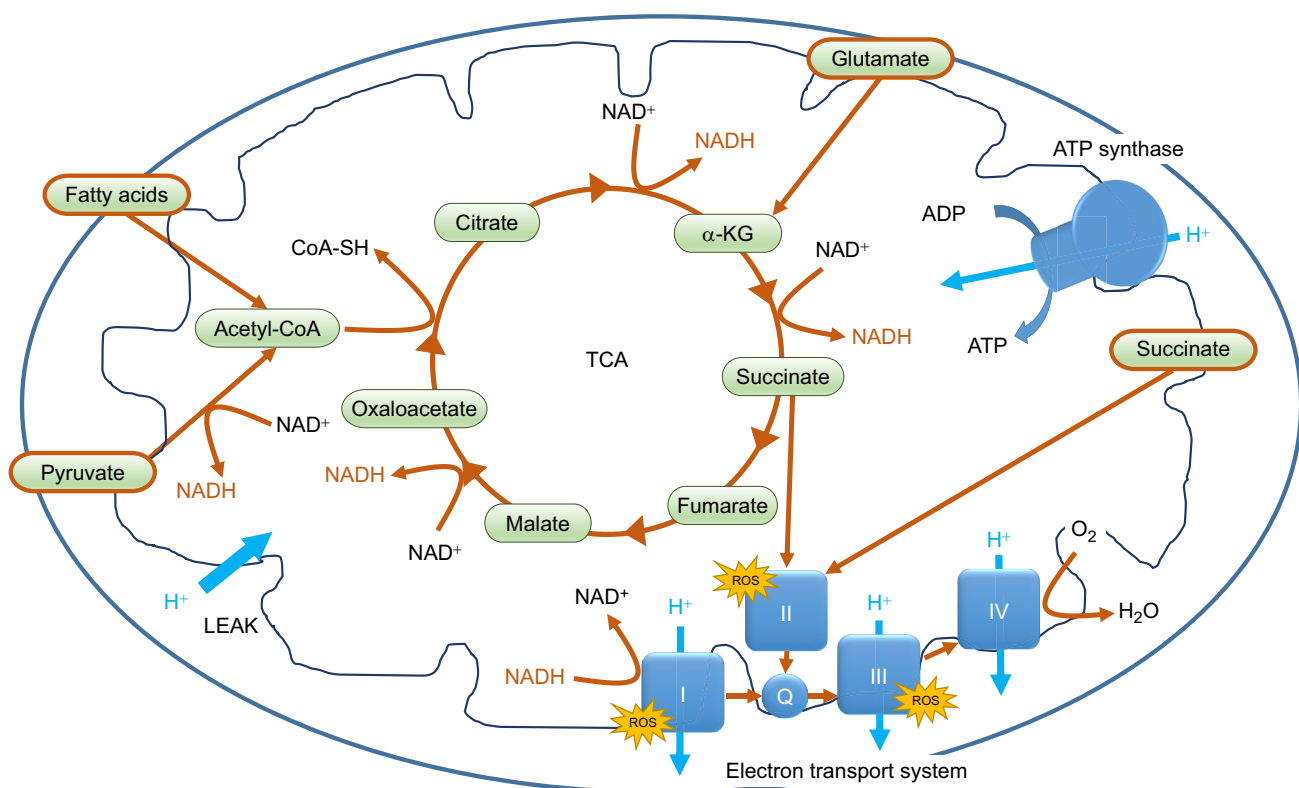 Glutamate
NAD⁺
NADH
ATP synthase
Fatty acids
Citrate
α-KG
ADP
H⁺
CoA-SH
NAD⁺
Acetyl-CoA
NADH
ATP
TCA
Succinate
Succinate
Oxaloacetate
NAD⁺
Pyruvate
NADH
NADH
Fumarate
Malate
NAD⁺
O₂
H⁺
ROS
H⁺
LEAK
NAD⁺
H⁺
II
H⁺
IV
H₂O
NADH
I
Q
III
ROS
ROS
Electron transport system